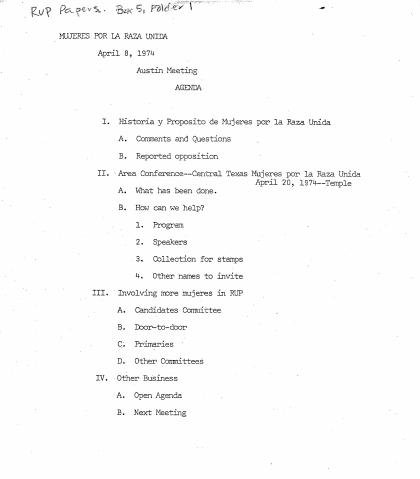 RUP Papers. Box 5, Folder 1
MUJERES POR LA RAZA UNIDA
April 8, 1974
Austin Meeting
AGENDA
I. Historia y Proposito de Mujeres por la Raza Unida
A. Comments and Questions
B. Reported opposition
II. Area Conference--Central Texas Mujeres por la Raza Unida
April 20, 1974--Temple
A. What has been done.
B. How can we help?
1. Program
2. Speakers
3. Collection for stamps
4. Other names to invite
III. Involving more mujeres in RUP
A. Candidates Committee
B. Door-to-door
C. Primaries
D. Other Committees
IV. Other Business
A. Open Agenda
B. Next Meeting